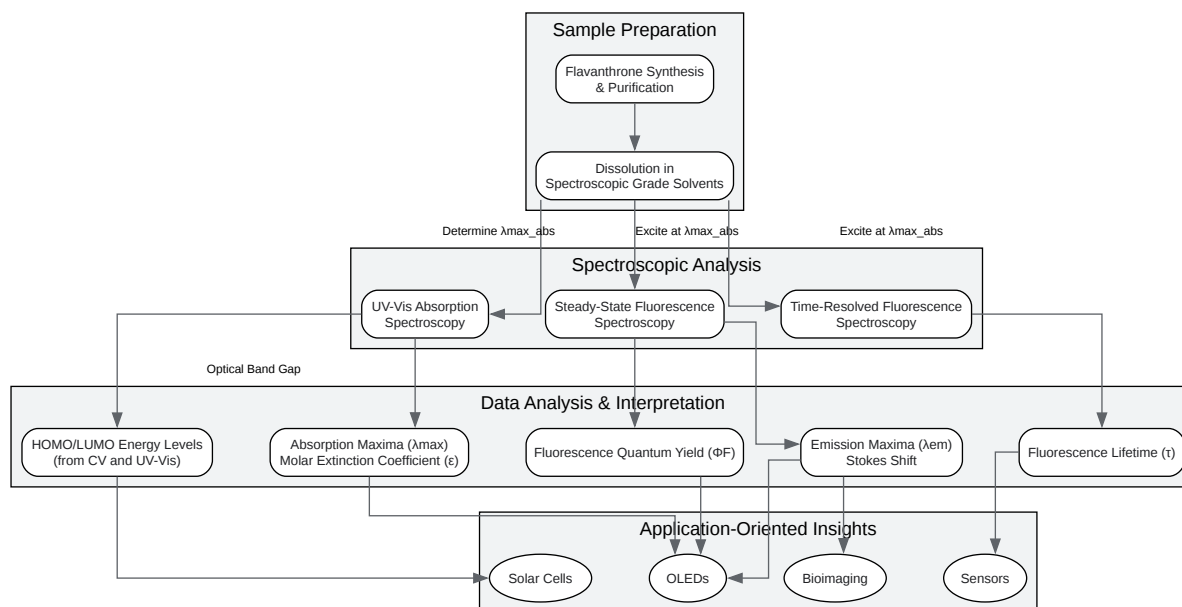 Sample Preparation
Flavanthrone Synthesis
& Purification
Dissolution in
Spectroscopic Grade Solvents
Determine λmax_abs
Excite at λmax_abs
Excite at λmax_abs
Spectroscopic Analysis
UV-Vis Absorption
Spectroscopy
Steady-State Fluorescence
Spectroscopy
Time-Resolved Fluorescence
Spectroscopy
Optical Band Gap
Data Analysis & Interpretation
HOMO/LUMO Energy Levels
(from CV and UV-Vis)
Absorption Maxima (λmax)
Molar Extinction Coefficient (ε)
Fluorescence Quantum Yield (ΦF)
Emission Maxima (λem)
Stokes Shift
Fluorescence Lifetime (τ)
Application-Oriented Insights
Solar Cells
OLEDs
Bioimaging
Sensors